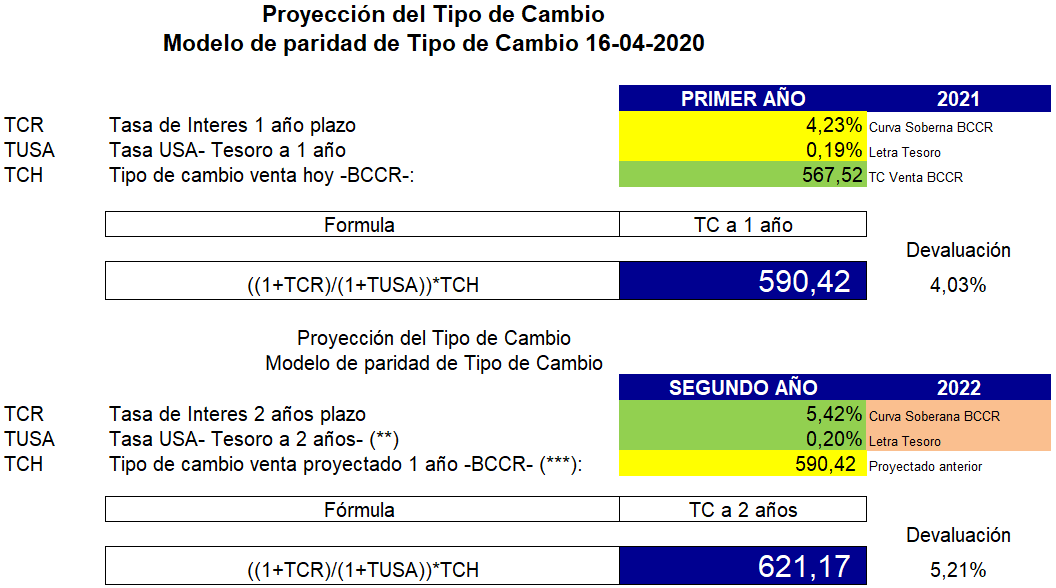 Proyección del Tipo de Cambio
Modelo de paridad de Tipo de Cambio 16-04-2020
PRIMER AÑO 2021
TCR Tasa de Interes 1 año plazo 4,23% Curva Soberna BCCR
TUSA Tasa USA- Tesoro a 1 año 0,19% Letra Tesoro
TCH Tipo de cambio venta hoy -BCCR-: 567,52 TC Venta BCCR
Formula TC a 1 año
Devaluación
((1+TCR)/(1+TUSA))*TCH 590,42 4,03%
Proyección del Tipo de Cambio
Modelo de paridad de Tipo de Cambio
SEGUNDO AÑO 2022
TCR Tasa de Interes 2 años plazo 5,42% Curva Soberana BCCR
TUSA Tasa USA- Tesoro a 2 años- (**) 0,20% Letra Tesoro
TCH Tipo de cambio venta proyectado 1 año -BCCR- (***): 590,42 Proyectado anterior
Fórmula TC a 2 años
Devaluación
((1+TCR)/(1+TUSA))*TCH 621,17 5,21%